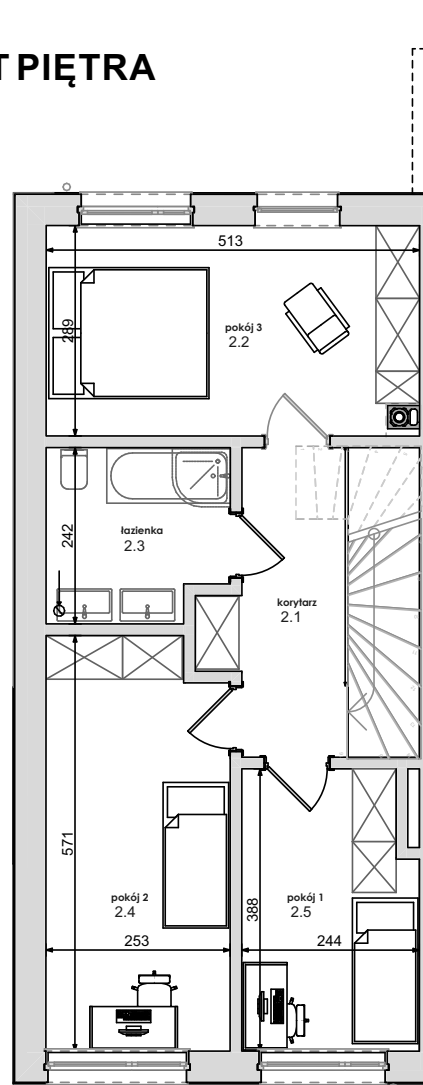 T PIĘTRA
513
289
pokój 3
2.2
242
łazienka
2.3
korytarz
2.1
571
388
pokój 2
2.4
pokój 1
2.5
253
244